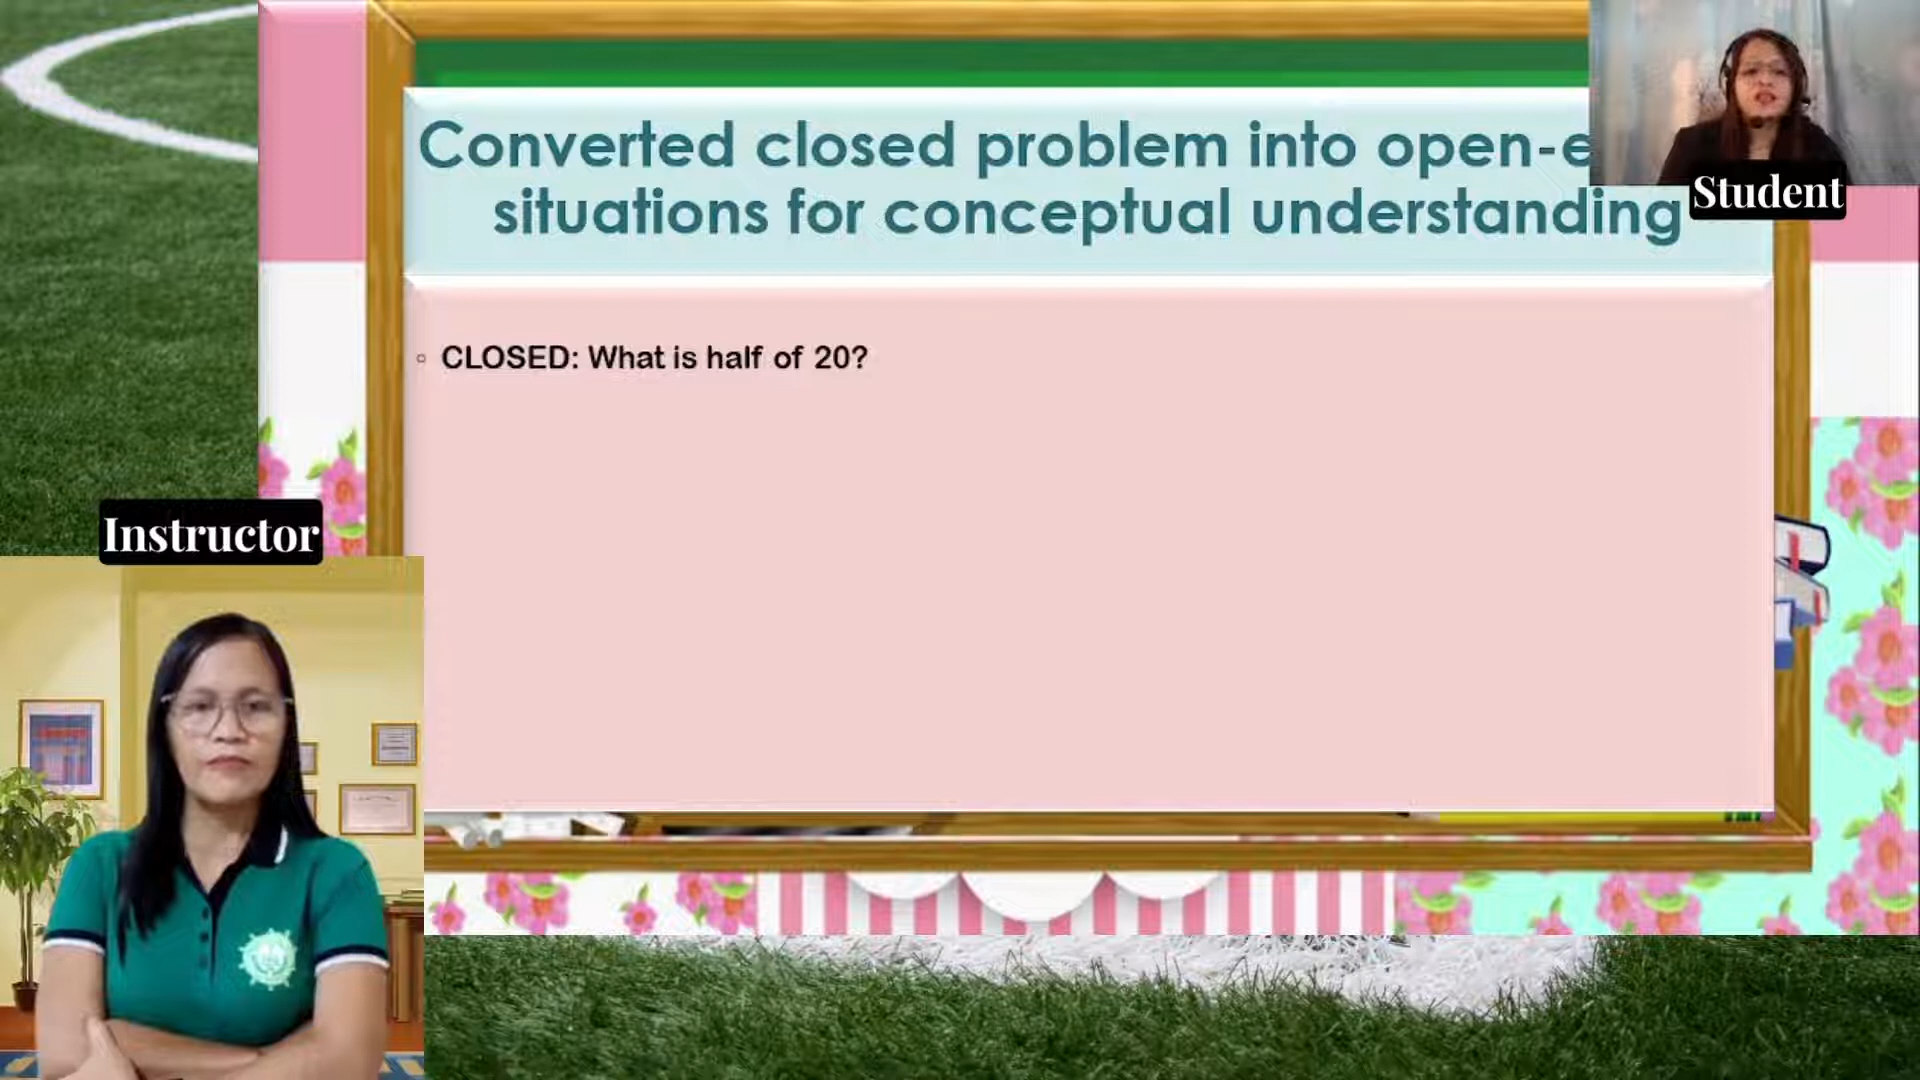 Converted closed problem into open-e
situations for conceptual understanding
Student
CLOSED: What is half of 20?
Instructor